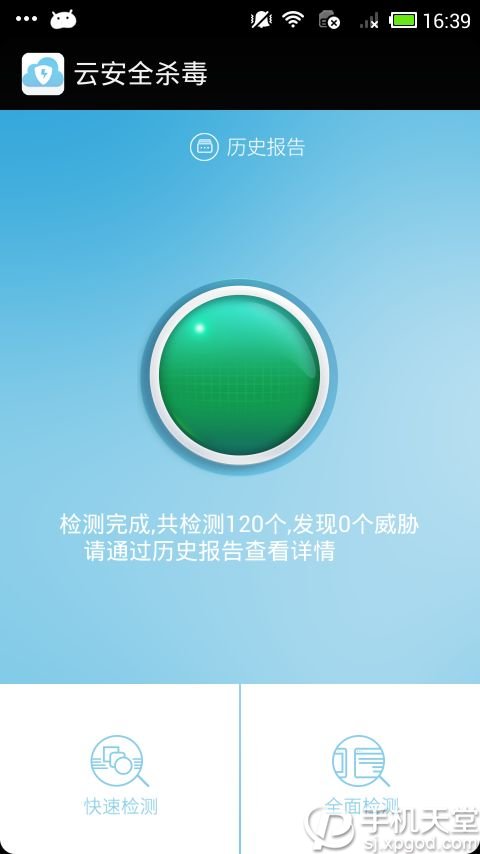 16:39
云安全杀毒
历史报告
检测完成,共检测120个,发现0个威胁
请通过历史报告查看详情
快速检测
全面检测
手机天堂
sj.xpgod.com